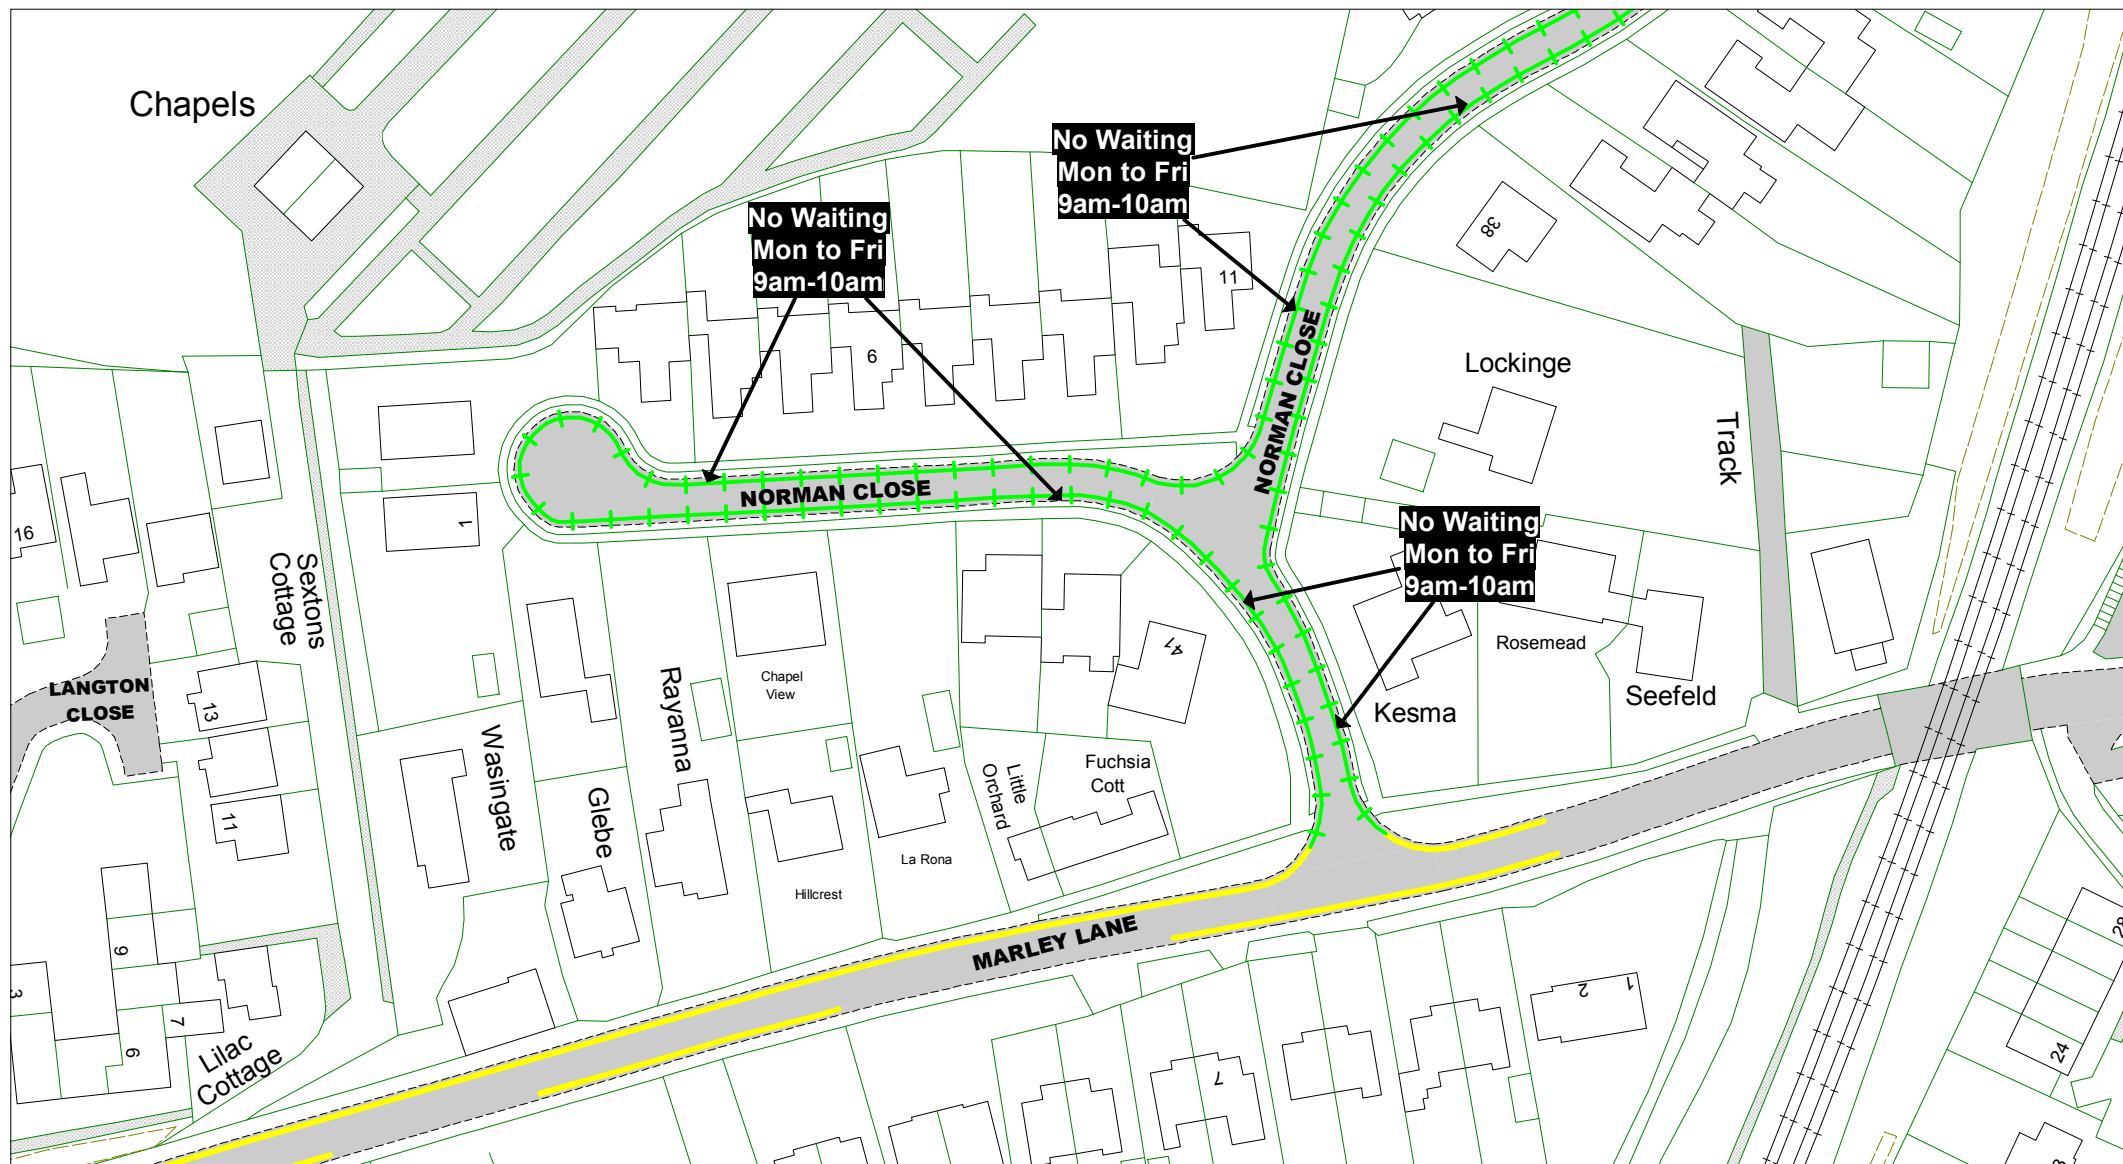 Chapels
No Waiting
Mon to Fri
9am-10am
No Waiting
Mon to Fri
9am-10am
38
11
6
NORMAN CLOSE
Lockinge
Track
NORMAN CLOSE
No Waiting
Mon to Fri
9am-10am
16
1
Sextons
Cottage
LANGTON
CLOSE
13
11
9
3
7
6
Lilac
Cottage
Wasingate
Glebe
Rayanna
Chapel
View
Hillcrest
La Rona
Little
Orchard
Fuchsia
Cott
41
Kesma
Rosemead
Seefeld
MARLEY LANE
7
2
1
28
24